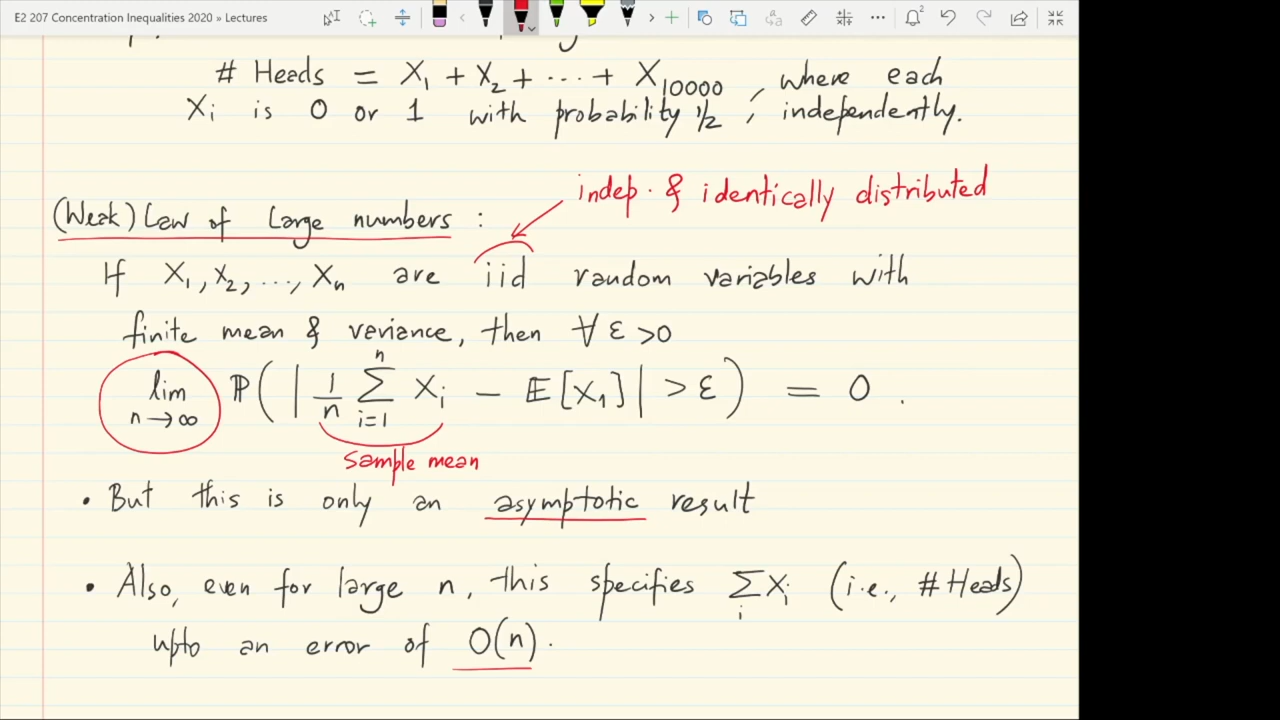 E2 207 Concentration Inequalities 2020 » Lectures
# Heads = X₁ + X₂ + ... + X₁₀₀₀₀, where each
Xᵢ is 0 or 1 with probability 1/2, independently.
indep. & identically distributed
(Weak) Law of Large numbers :
If X₁, X₂, ..., Xₙ are iid random variables with
finite mean & variance, then ∀ ε >0
lim n→∞ ℙ( | 1/n ∑ᵢ₌₁ⁿ Xᵢ − 𝔼[X₁] | > ε ) = 0 .
Sample mean
• But this is only an asymptotic result
• Also, even for large n, this specifies ∑ᵢ Xᵢ (i.e., # Heads)
upto an error of O(n).